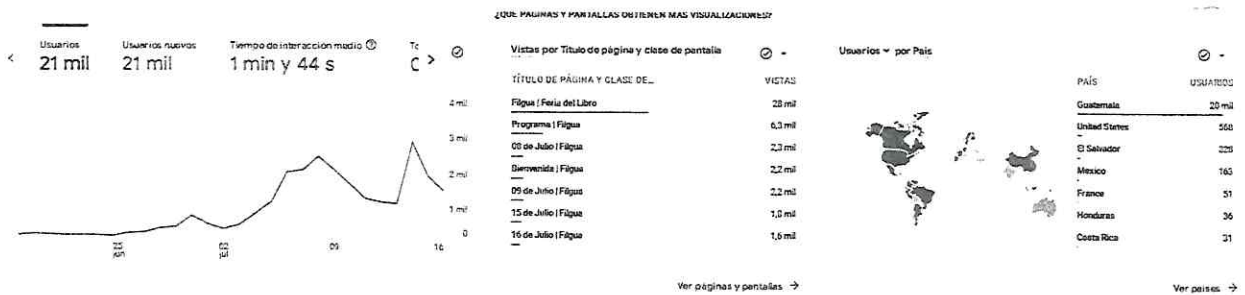 ¿QUÉ PÁGINAS Y PANTALLAS OBTIENEN MÁS VISUALIZACIONES?
Usuarios
21 mil
Usuarios nuevos
21 mil
Tiempo de interacción medio
1 min y 44 s
4 mil
3 mil
2 mil
1 mil
0
25
jun
02
jul
09
16
Vistas por Título de página y clase de pantalla
TÍTULO DE PÁGINA Y CLASE DE... VISTAS
Filgua | Feria del Libro 28 mil
Programa | Filgua 6,3 mil
08 de Julio | Filgua 2,3 mil
Bienvenida | Filgua 2,2 mil
09 de Julio | Filgua 2,2 mil
15 de Julio | Filgua 1,8 mil
16 de Julio | Filgua 1,6 mil
Ver páginas y pantallas →
Usuarios por País
PAÍS USUARIOS
Guatemala 20 mil
United States 568
El Salvador 228
Mexico 163
France 51
Honduras 36
Costa Rica 31
Ver países →